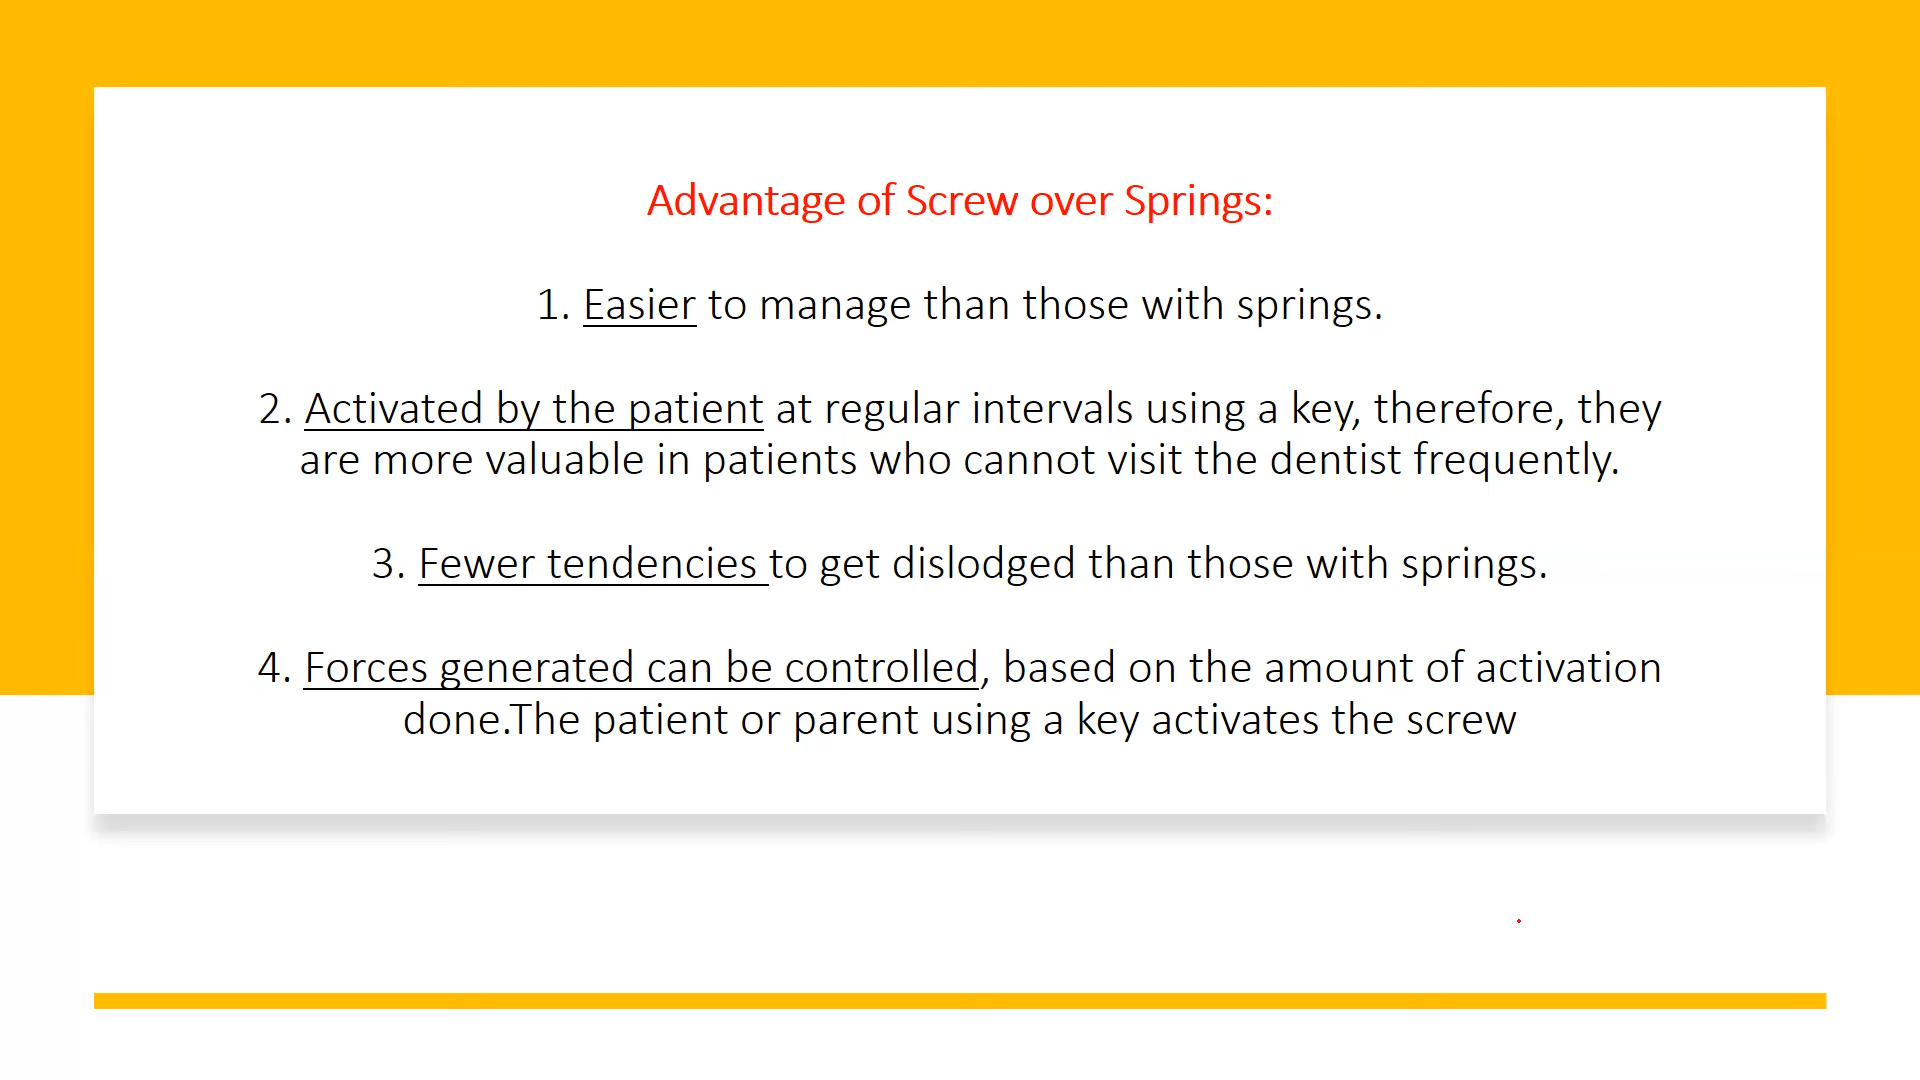 Advantage of Screw over Springs:
1. Easier to manage than those with springs.
2. Activated by the patient at regular intervals using a key, therefore, they
are more valuable in patients who cannot visit the dentist frequently.
3. Fewer tendencies to get dislodged than those with springs.
4. Forces generated can be controlled, based on the amount of activation
done.The patient or parent using a key activates the screw